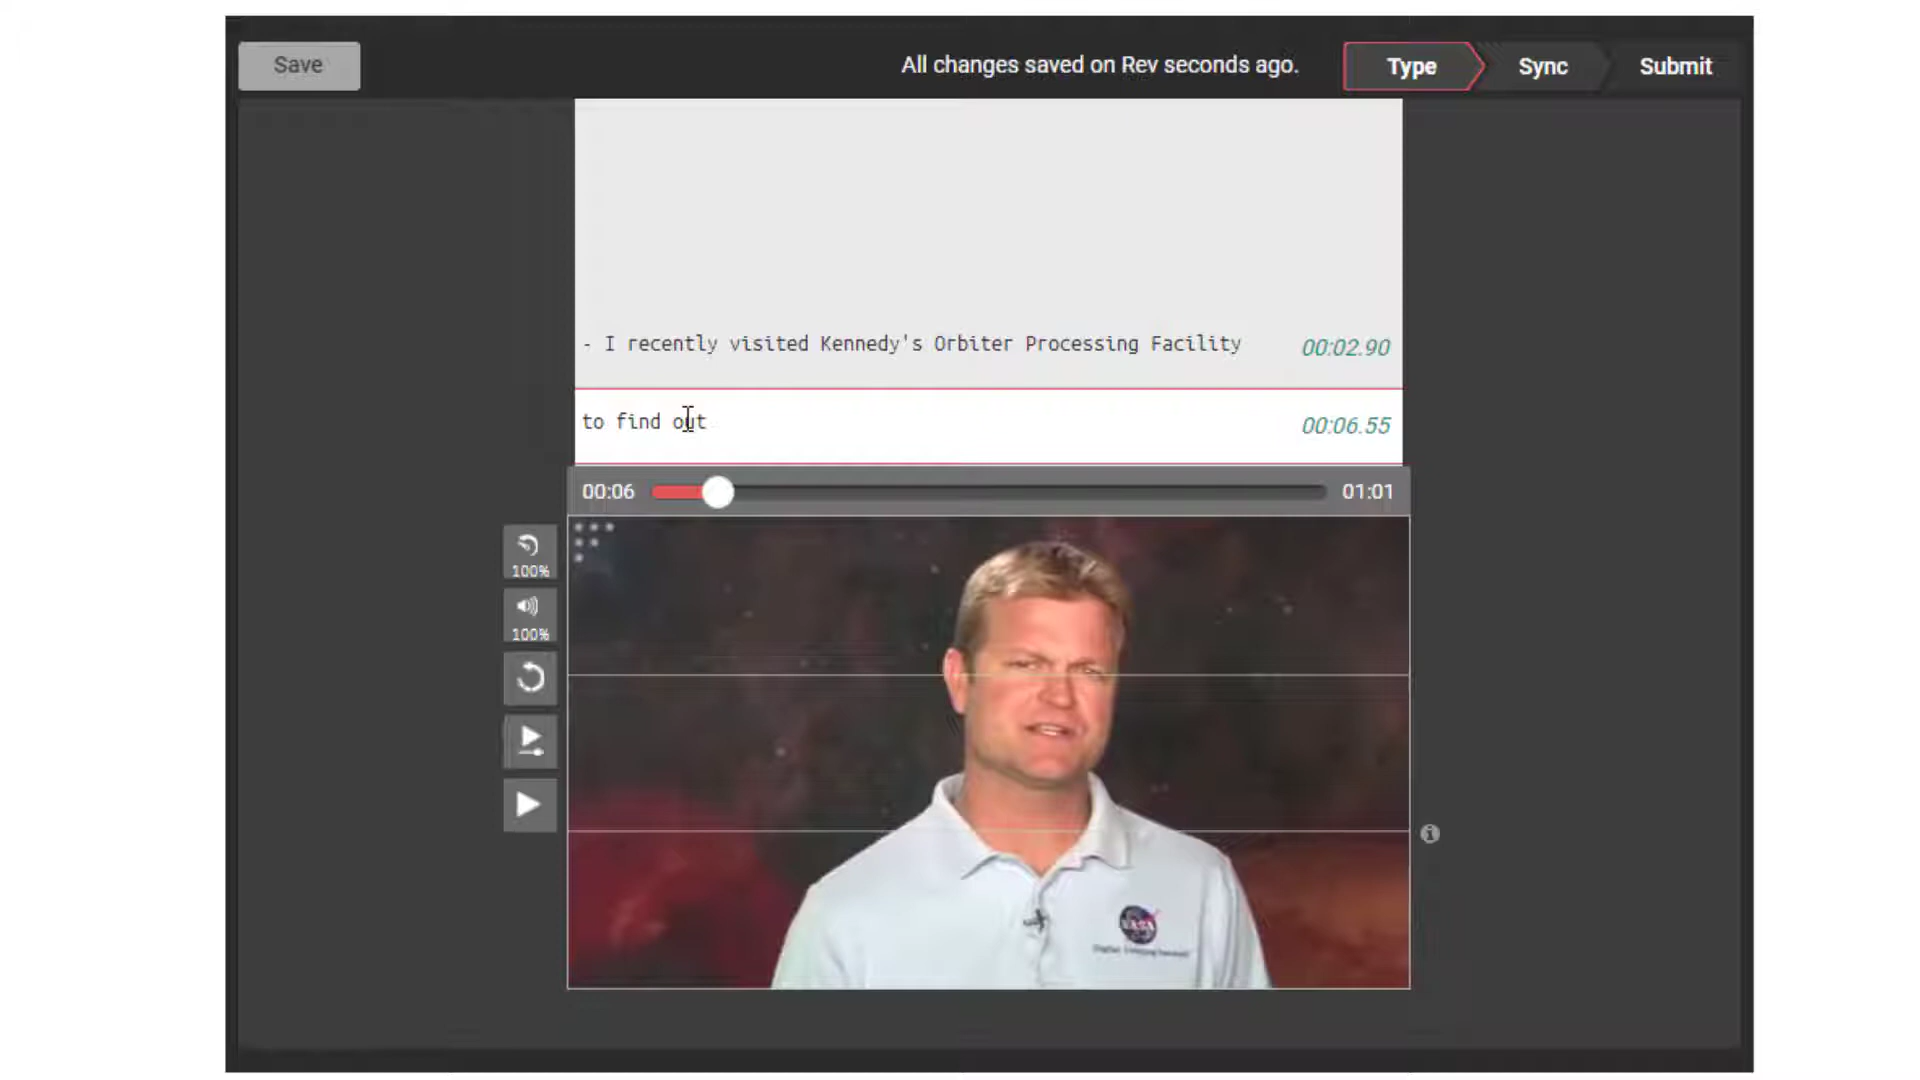 Save
All changes saved on Rev seconds ago.
Type
Sync
Submit
- I recently visited Kennedy's Orbiter Processing Facility
00:02.90
to find out
00:06.55
00:06
01:01
100%
100%
NASA